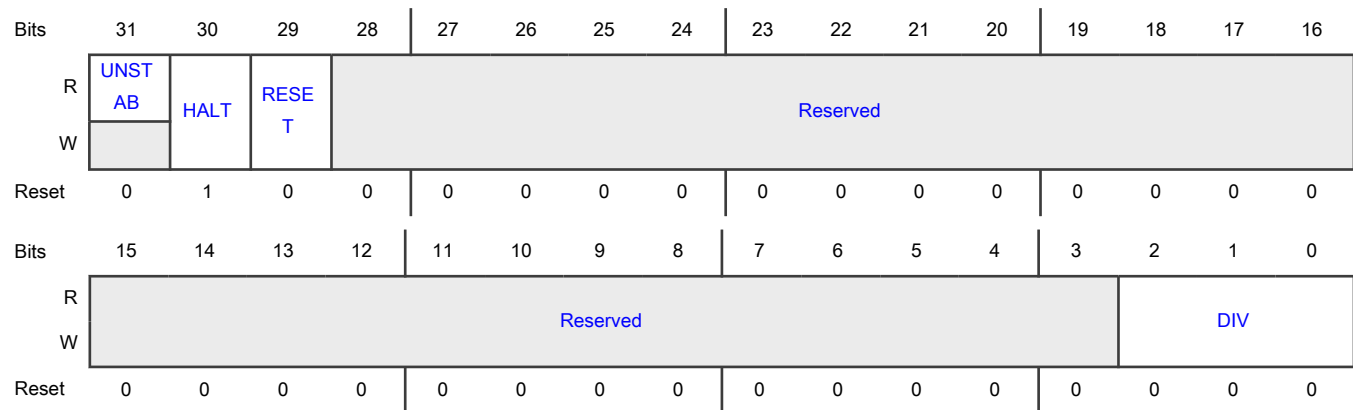 Bits 31 30 29 28 27 26 25 24 23 22 21 20 19 18 17 16
R UNST
AB HALT RESE
T Reserved
W
Reset 0 1 0 0 0 0 0 0 0 0 0 0 0 0 0 0
Bits 15 14 13 12 11 10 9 8 7 6 5 4 3 2 1 0
R Reserved DIV
W
Reset 0 0 0 0 0 0 0 0 0 0 0 0 0 0 0 0